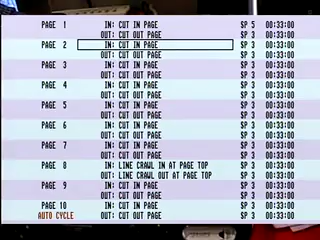 PAGE 1 IN: CUT IN PAGE SP 5 00:33:00
OUT: CUT OUT PAGE SP 3 00:33:00
PAGE 2 IN: CUT IN PAGE SP 3 00:33:00
OUT: CUT OUT PAGE SP 3 00:33:00
PAGE 3 IN: CUT IN PAGE SP 3 00:33:00
OUT: CUT OUT PAGE SP 3 00:33:00
PAGE 4 IN: CUT IN PAGE SP 3 00:33:00
OUT: CUT OUT PAGE SP 3 00:33:00
PAGE 5 IN: CUT IN PAGE SP 3 00:33:00
OUT: CUT OUT PAGE SP 3 00:33:00
PAGE 6 IN: CUT IN PAGE SP 3 00:33:00
OUT: CUT OUT PAGE SP 3 00:33:00
PAGE 7 IN: CUT IN PAGE SP 3 00:33:00
OUT: CUT OUT PAGE SP 3 00:33:00
PAGE 8 IN: LINE CRAWL IN AT PAGE TOP SP 3 00:33:00
OUT: LINE CRAWL OUT AT PAGE TOP SP 3 00:33:00
PAGE 9 IN: CUT IN PAGE SP 3 00:33:00
OUT: CUT OUT PAGE SP 3 00:33:00
PAGE 10 IN: CUT IN PAGE SP 3 00:33:00
AUTO CYCLE OUT: CUT OUT PAGE SP 3 00:33:00